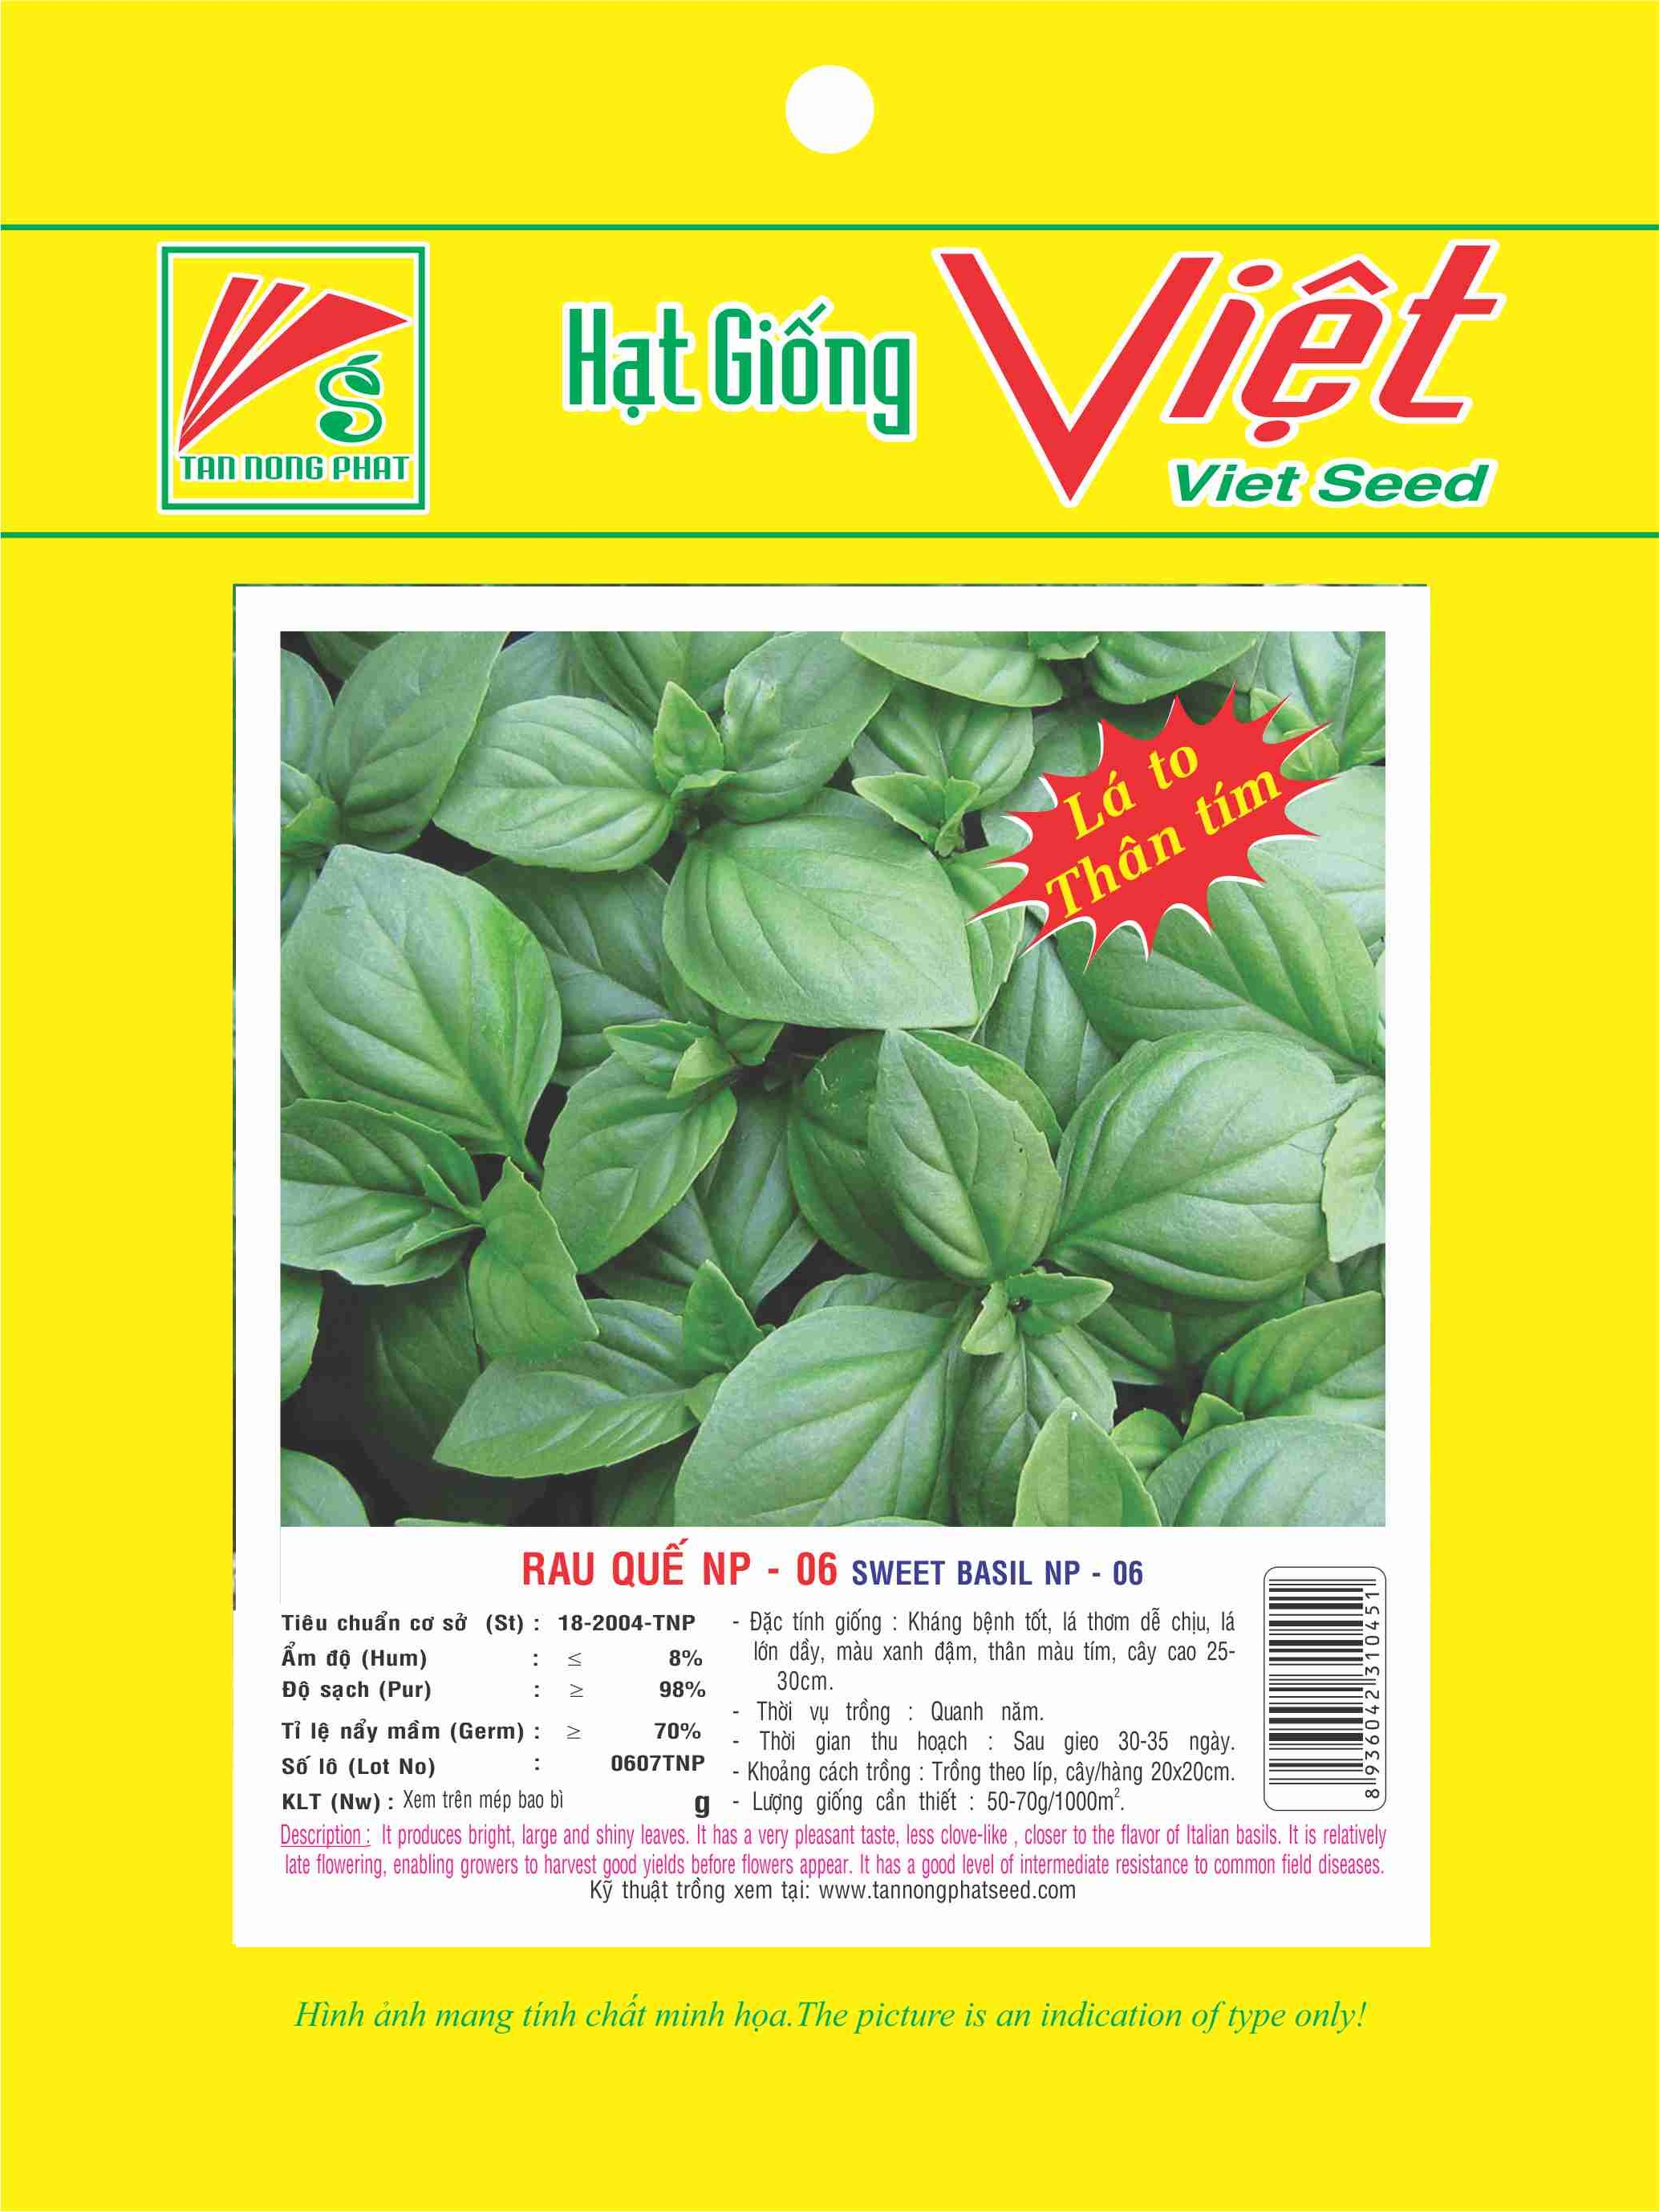 TAN NONG PHAT
Hạt Giống Việt
Viet Seed
Lá to
Thân tím
RAU QUẾ NP - 06 SWEET BASIL NP - 06
Tiêu chuẩn cơ sở (St) : 18-2004-TNP
Ẩm độ (Hum) : ≤ 8%
Độ sạch (Pur) : ≥ 98%
Tỉ lệ nẩy mầm (Germ) : ≥ 70%
Số lô (Lot No) : 0607TNP
KLT (Nw) : Xem trên mép bao bì g
- Đặc tính giống : Kháng bệnh tốt, lá thơm dễ chịu, lá
lớn dầy, màu xanh đậm, thân màu tím, cây cao 25-
30cm.
- Thời vụ trồng : Quanh năm.
- Thời gian thu hoạch : Sau gieo 30-35 ngày.
- Khoảng cách trồng : Trồng theo líp, cây/hàng 20x20cm.
- Lượng giống cần thiết : 50-70g/1000m².
8 936042 310451
Description : It produces bright, large and shiny leaves. It has a very pleasant taste, less clove-like , closer to the flavor of Italian basils. It is relatively
late flowering, enabling growers to harvest good yields before flowers appear. It has a good level of intermediate resistance to common field diseases.
Kỹ thuật trồng xem tại: www.tannongphatseed.com
Hình ảnh mang tính chất minh họa.The picture is an indication of type only!